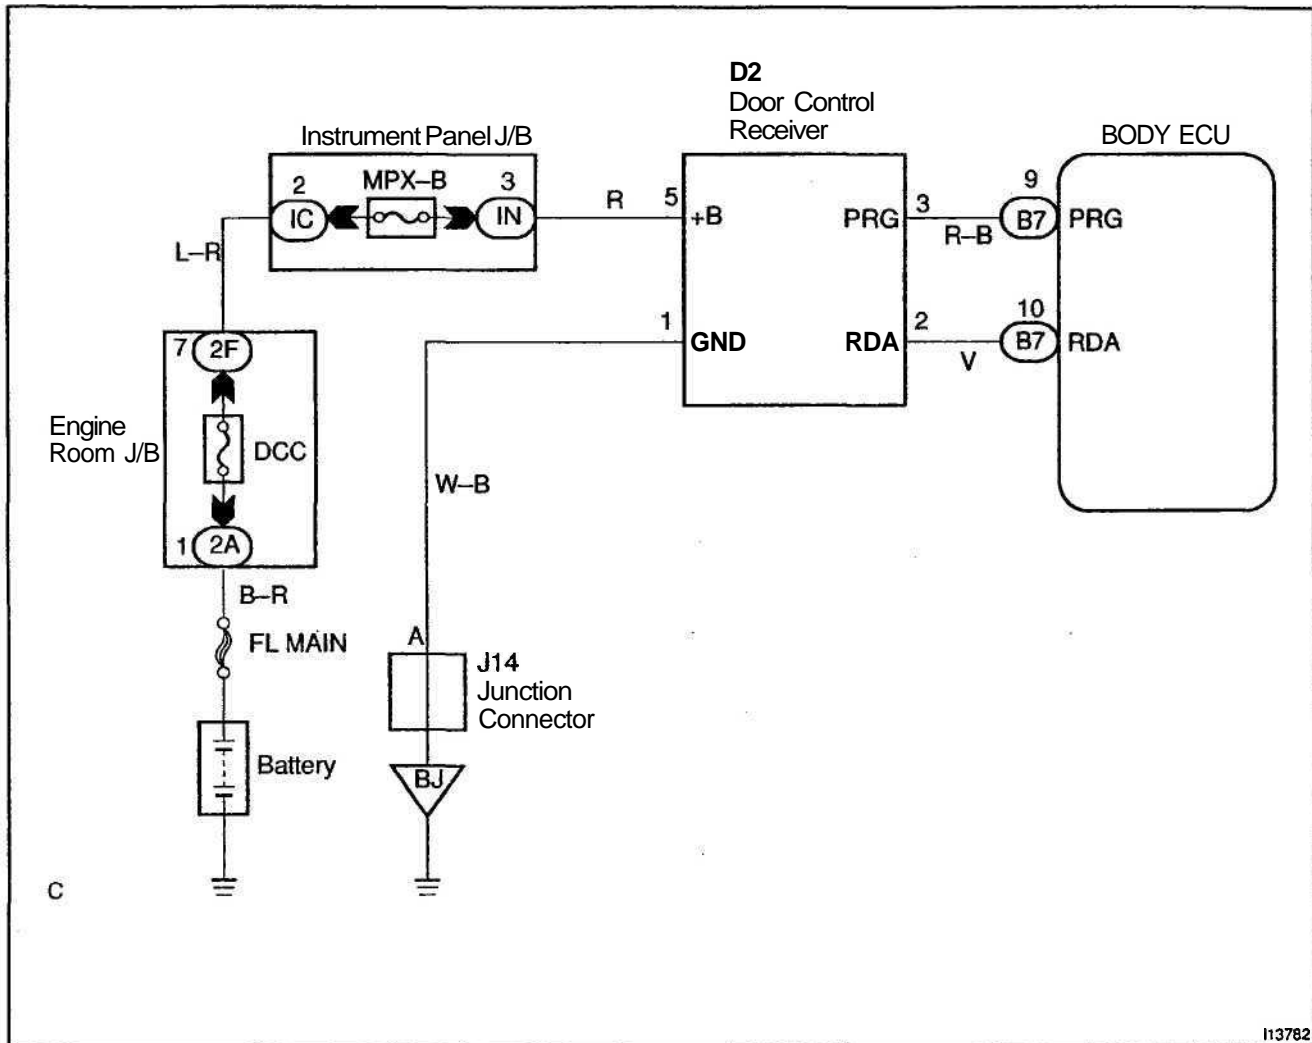 D2
Door Control
Receiver
Instrument Panel J/B
BODY ECU
2
MPX–B
3
IC
IN
R
5
+B
PRG
3
R–B
9
B7
PRG
L–R
1
GND
RDA
2
V
10
B7
RDA
7
2F
Engine
Room J/B
DCC
W–B
1
2A
B–R
FL MAIN
A
J14
Junction
Connector
Battery
BJ
C
I13782